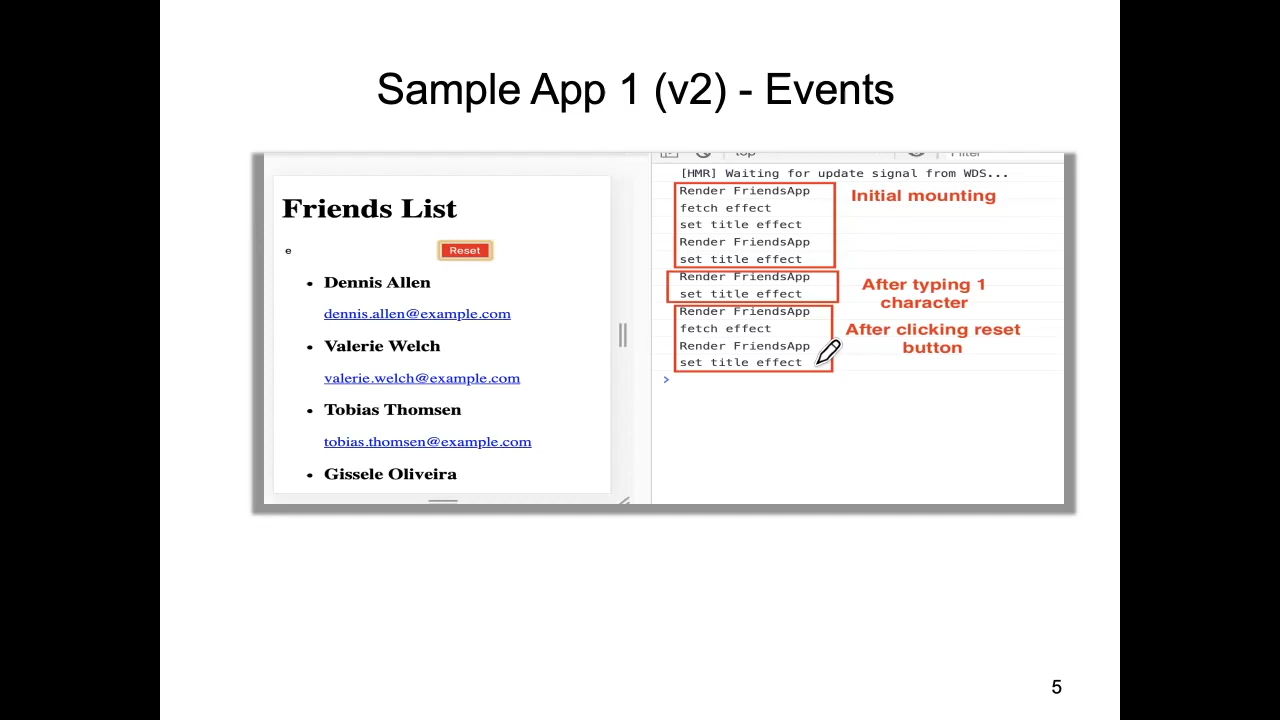 Sample App 1 (v2) - Events
Friends List
e
Reset
• Dennis Allen
dennis.allen@example.com
• Valerie Welch
valerie.welch@example.com
• Tobias Thomsen
tobias.thomsen@example.com
• Gissele Oliveira
top
Filter
[HMR] Waiting for update signal from WDS...
Render FriendsApp
fetch effect
set title effect
Render FriendsApp
set title effect
Initial mounting
Render FriendsApp
set title effect
After typing 1
character
Render FriendsApp
fetch effect
Render FriendsApp
set title effect
After clicking reset
button
>
5